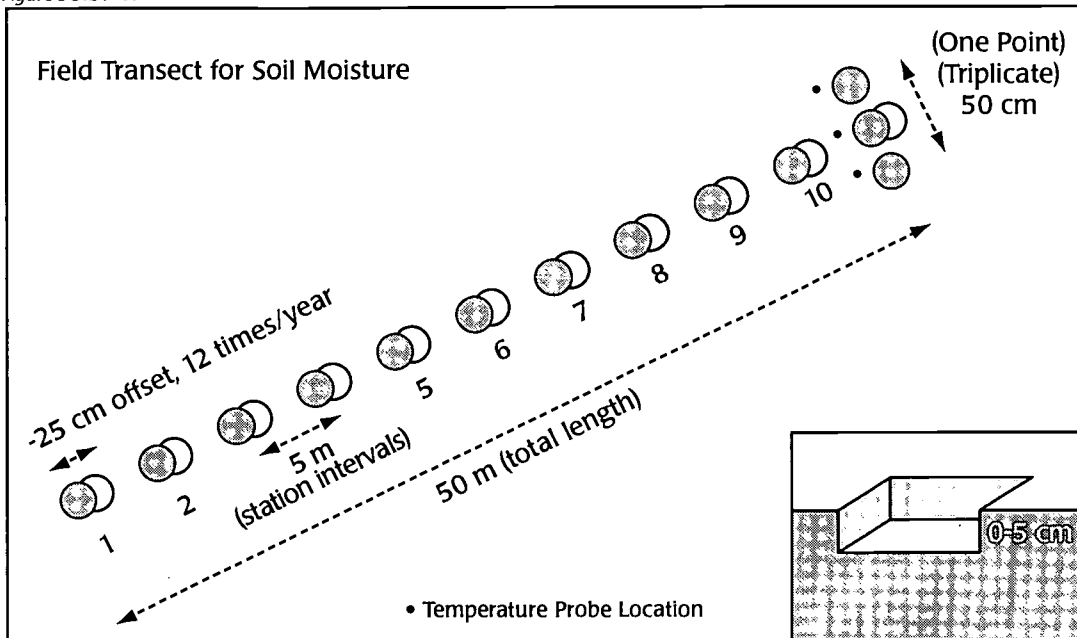 Field Transect for Soil Moisture
(One Point)
(Triplicate)
50 cm
-25 cm offset, 12 times/year
5 m
(station intervals)
50 m (total length)
1
2
5
6
7
8
9
10
0-5 cm
• Temperature Probe Location